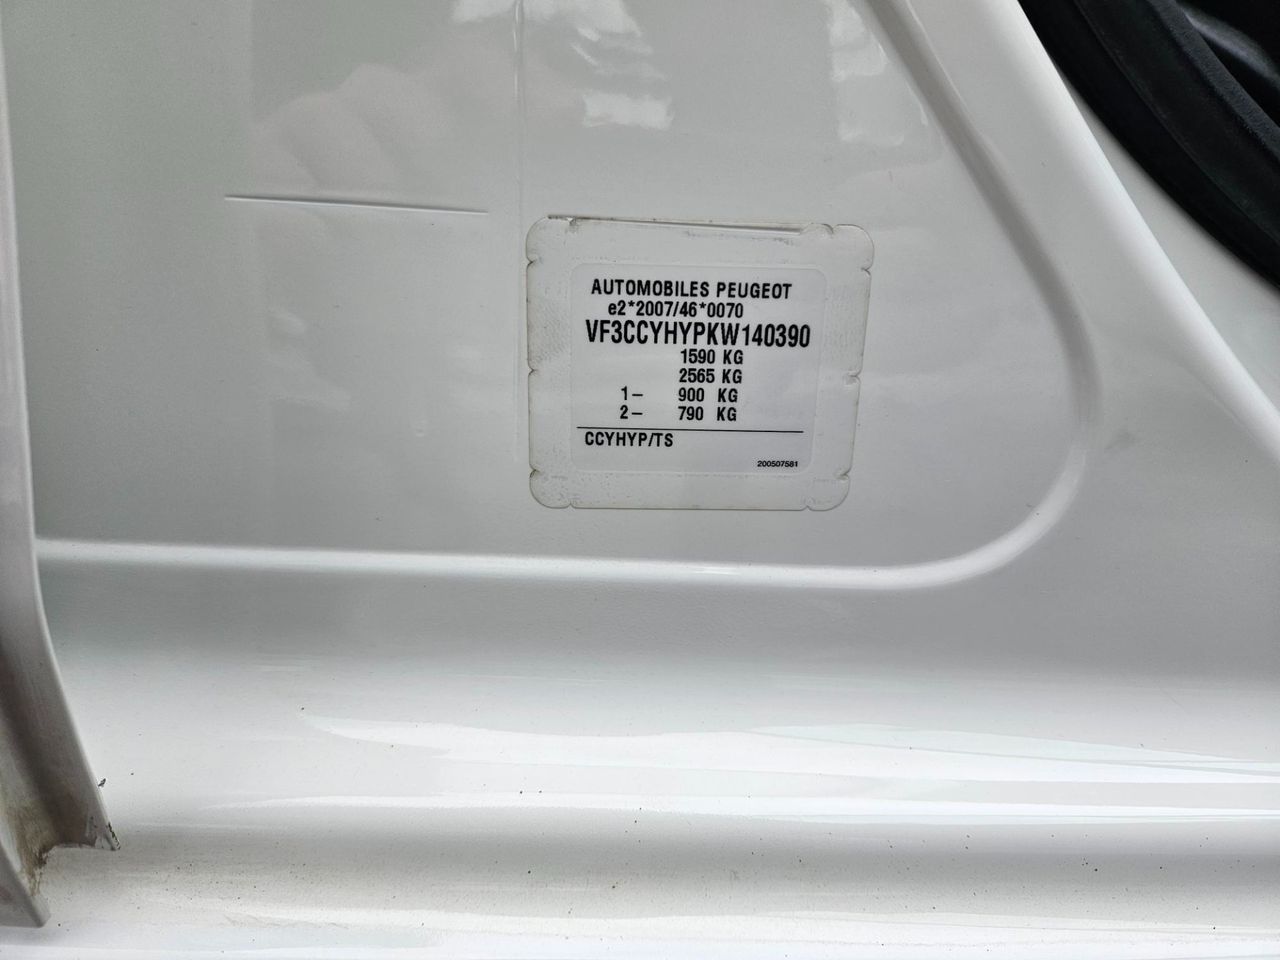 AUTOMOBILES PEUGEOT
e2*2007/46*0070
VF3CCYHYPKW140390
1590 KG
2565 KG
1– 900 KG
2– 790 KG
CCYHYP/TS
200507581